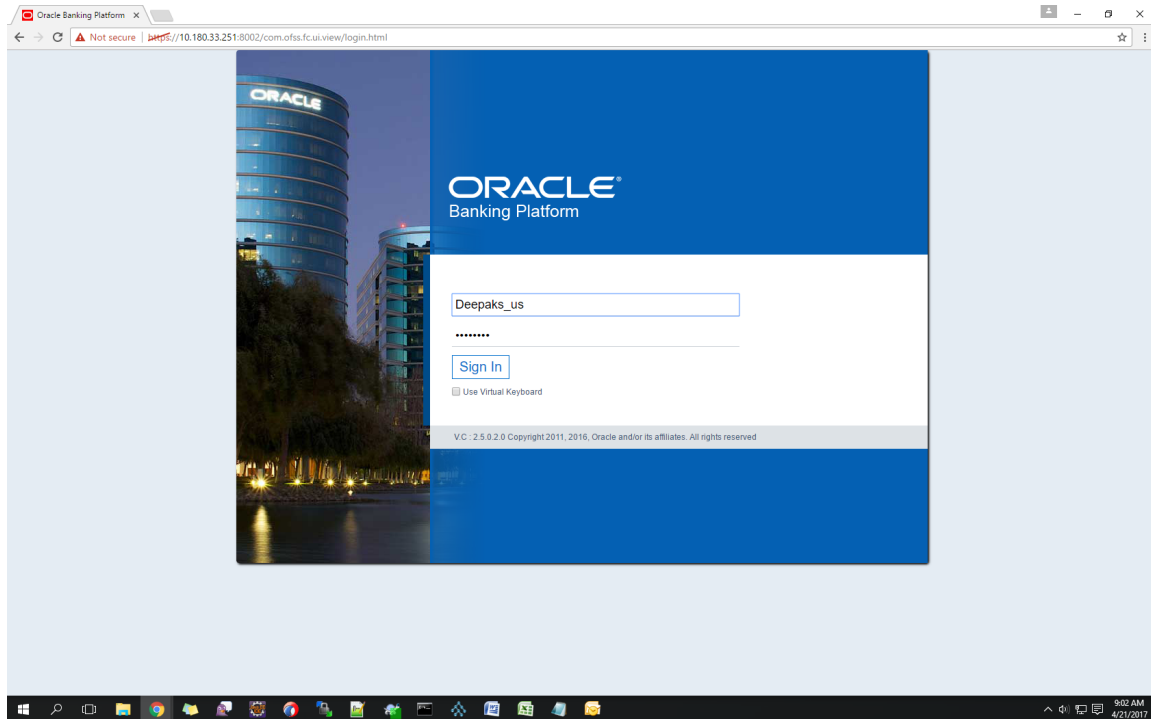 Oracle Banking Platform
Not secure | https://10.180.33.251:8002/com.ofss.fc.ui.view/login.html
ORACLE
ORACLE®
Banking Platform
Deepaks_us
••••••••
Sign In
Use Virtual Keyboard
V.C : 2.5.0.2.0 Copyright 2011, 2016, Oracle and/or its affiliates. All rights reserved
9:02 AM
4/21/2017